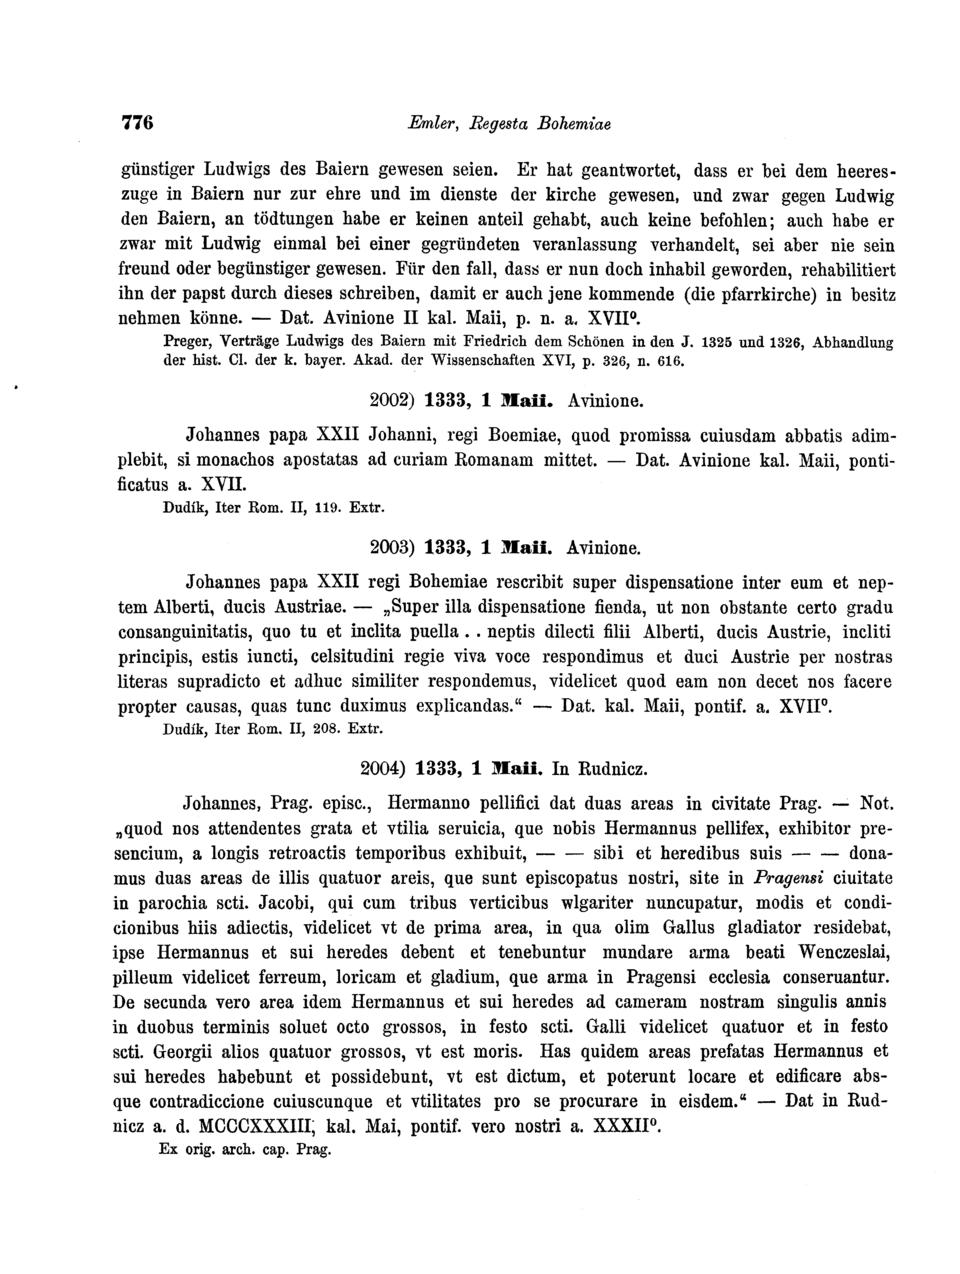 776 Emler, Regesta Bohemiae
günstiger Ludwigs des Baiern gewesen seien. Er hat geantwortet, dass er bei dem heeres-
zuge in Baiern nur zur ehre und im dienste der kirche gewesen, und zwar gegen Ludwig
den Baiern, an tödtungen habe er keinen anteil gehabt, auch keine befohlen; auch habe er
zwar mit Ludwig einmal bei einer gegründeten veranlassung verhandelt, sei aber nie sein
freund oder begünstiger gewesen. Für den fall, dass er nun doch inhabil geworden, rehabilitiert
ihn der papst durch dieses schreiben, damit er auch jene kommende (die pfarrkirche) in besitz
nehmen könne. — Dat. Avinione II kal. Maii, p. n. a. XVII⁰.
Preger, Verträge Ludwigs des Baiern mit Friedrich dem Schönen in den J. 1325 und 1326, Abhandlung
der hist. Cl. der k. bayer. Akad. der Wissenschaften XVI, p. 326, n. 616.
2002) 1333, 1 Maii. Avinione.
Johannes papa XXII Johanni, regi Boemiae, quod promissa cuiusdam abbatis adim-
plebit, si monachos apostatas ad curiam Romanam mittet. — Dat. Avinione kal. Maii, ponti-
ficatus a. XVII.
Dudík, Iter Rom. II, 119. Extr.
2003) 1333, 1 Maii. Avinione.
Johannes papa XXII regi Bohemiae rescribit super dispensatione inter eum et nep-
tem Alberti, ducis Austriae. — „Super illa dispensatione fienda, ut non obstante certo gradu
consanguinitatis, quo tu et inclita puella . . neptis dilecti filii Alberti, ducis Austrie, incliti
principis, estis iuncti, celsitudini regie viva voce respondimus et duci Austrie per nostras
literas supradicto et adhuc similiter respondemus, videlicet quod eam non decet nos facere
propter causas, quas tunc duximus explicandas.“ — Dat. kal. Maii, pontif. a. XVII⁰.
Dudík, Iter Rom. II, 208. Extr.
2004) 1333, 1 Maii. In Rudnicz.
Johannes, Prag. episc., Hermanno pellifici dat duas areas in civitate Prag. — Not.
„quod nos attendentes grata et vtilia seruicia, que nobis Hermannus pellifex, exhibitor pre-
sencium, a longis retroactis temporibus exhibuit, — — sibi et heredibus suis — — dona-
mus duas areas de illis quatuor areis, que sunt episcopatus nostri, site in Pragensi ciuitate
in parochia scti. Jacobi, qui cum tribus verticibus wlgariter nuncupatur, modis et condi-
cionibus hiis adiectis, videlicet vt de prima area, in qua olim Gallus gladiator residebat,
ipse Hermannus et sui heredes debent et tenebuntur mundare arma beati Wenczeslai,
pilleum videlicet ferreum, loricam et gladium, que arma in Pragensi ecclesia conseruantur.
De secunda vero area idem Hermannus et sui heredes ad cameram nostram singulis annis
in duobus terminis soluet octo grossos, in festo scti. Galli videlicet quatuor et in festo
scti. Georgii alios quatuor grossos, vt est moris. Has quidem areas prefatas Hermannus et
sui heredes habebunt et possidebunt, vt est dictum, et poterunt locare et edificare abs-
que contradiccione cuiuscunque et vtilitates pro se procurare in eisdem.“ — Dat in Rud-
nicz a. d. MCCCXXXIII, kal. Mai, pontif. vero nostri a. XXXII⁰.
Ex orig. arch. cap. Prag.